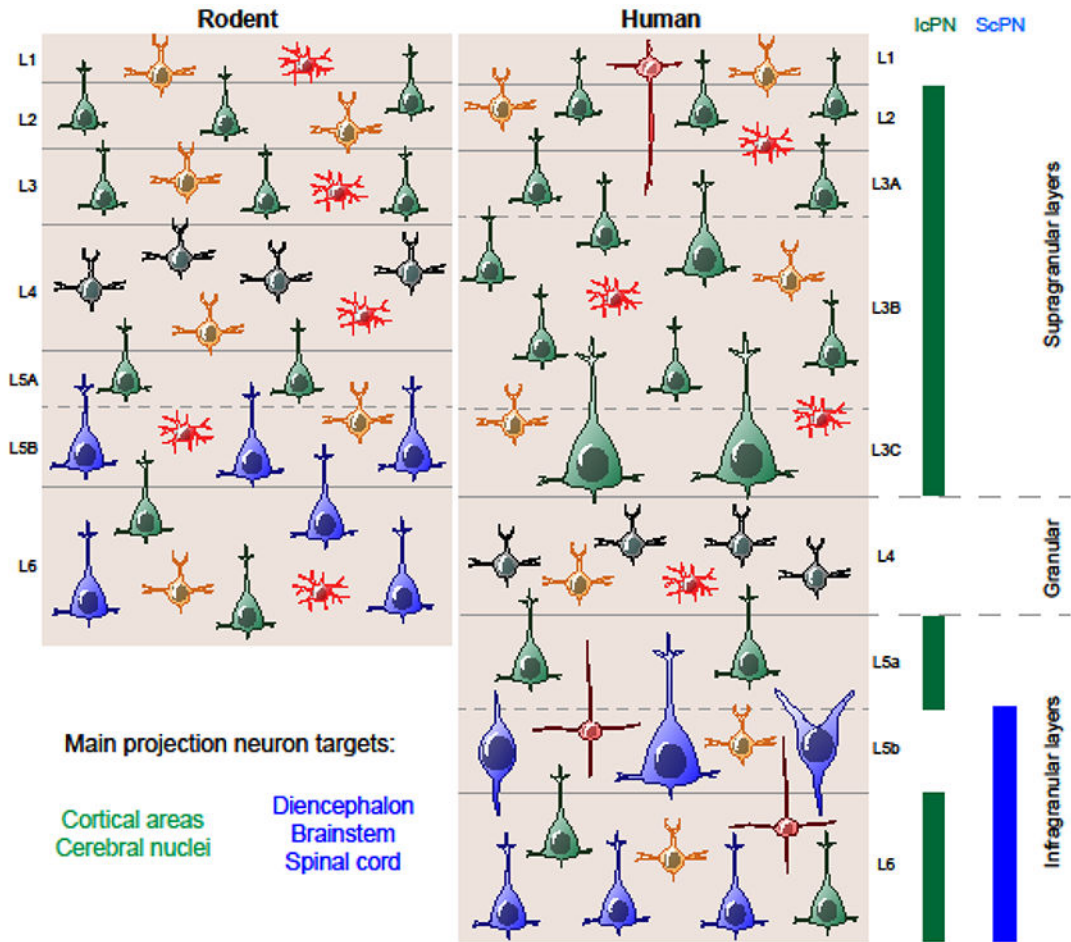 Rodent
Human
IcPN ScPN
L1
L2
L3
L4
L5A
L5B
L6
L1
L2
L3A
L3B
L3C
L4
L5a
L5b
L6
Supragranular layers
Granular
Infragranular layers
Main projection neuron targets:
Cortical areas
Cerebral nuclei
Diencephalon
Brainstem
Spinal cord